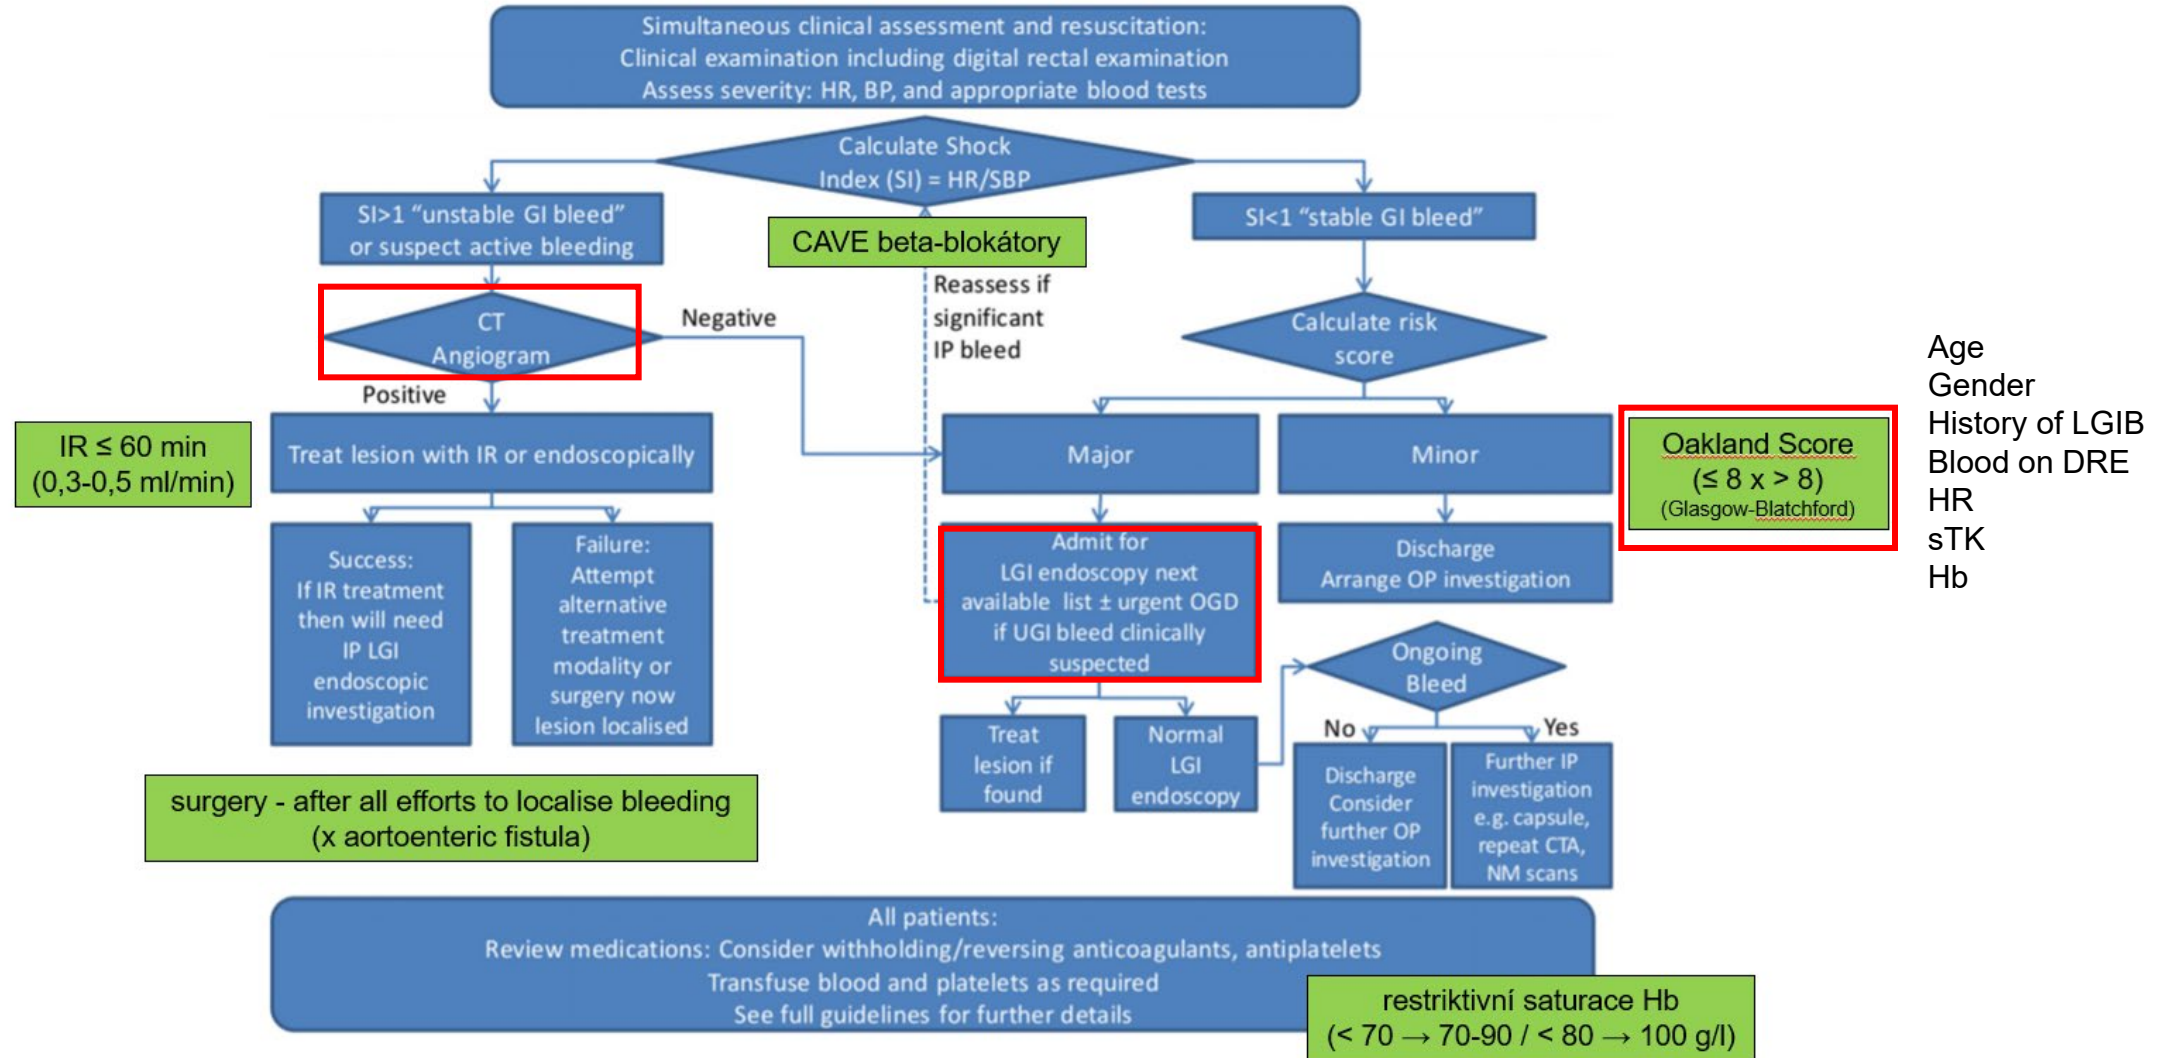 Simultaneous clinical assessment and resuscitation:
Clinical examination including digital rectal examination
Assess severity: HR, BP, and appropriate blood tests
Calculate Shock
Index (SI) = HR/SBP
SI>1 “unstable GI bleed”
or suspect active bleeding
CAVE beta-blokátory
SI<1 “stable GI bleed”
Reassess if
significant
IP bleed
CT
Angiogram
Negative
Positive
Calculate risk
score
IR ≤ 60 min
(0,3-0,5 ml/min)
Treat lesion with IR or endoscopically
Major
Minor
Oakland Score
(≤ 8 x > 8)
(Glasgow-Blatchford)
Age
Gender
History of LGIB
Blood on DRE
HR
sTK
Hb
Success:
If IR treatment
then will need
IP LGI
endoscopic
investigation
Failure:
Attempt
alternative
treatment
modality or
surgery now
lesion localised
Admit for
LGI endoscopy next
available list ± urgent OGD
if UGI bleed clinically
suspected
Discharge
Arrange OP investigation
Ongoing
Bleed
No
Yes
Treat
lesion if
found
Normal
LGI
endoscopy
Discharge
Consider
further OP
investigation
Further IP
investigation
e.g. capsule,
repeat CTA,
NM scans
surgery - after all efforts to localise bleeding
(x aortoenteric fistula)
All patients:
Review medications: Consider withholding/reversing anticoagulants, antiplatelets
Transfuse blood and platelets as required
See full guidelines for further details
restriktivní saturace Hb
(< 70 → 70-90 / < 80 → 100 g/l)